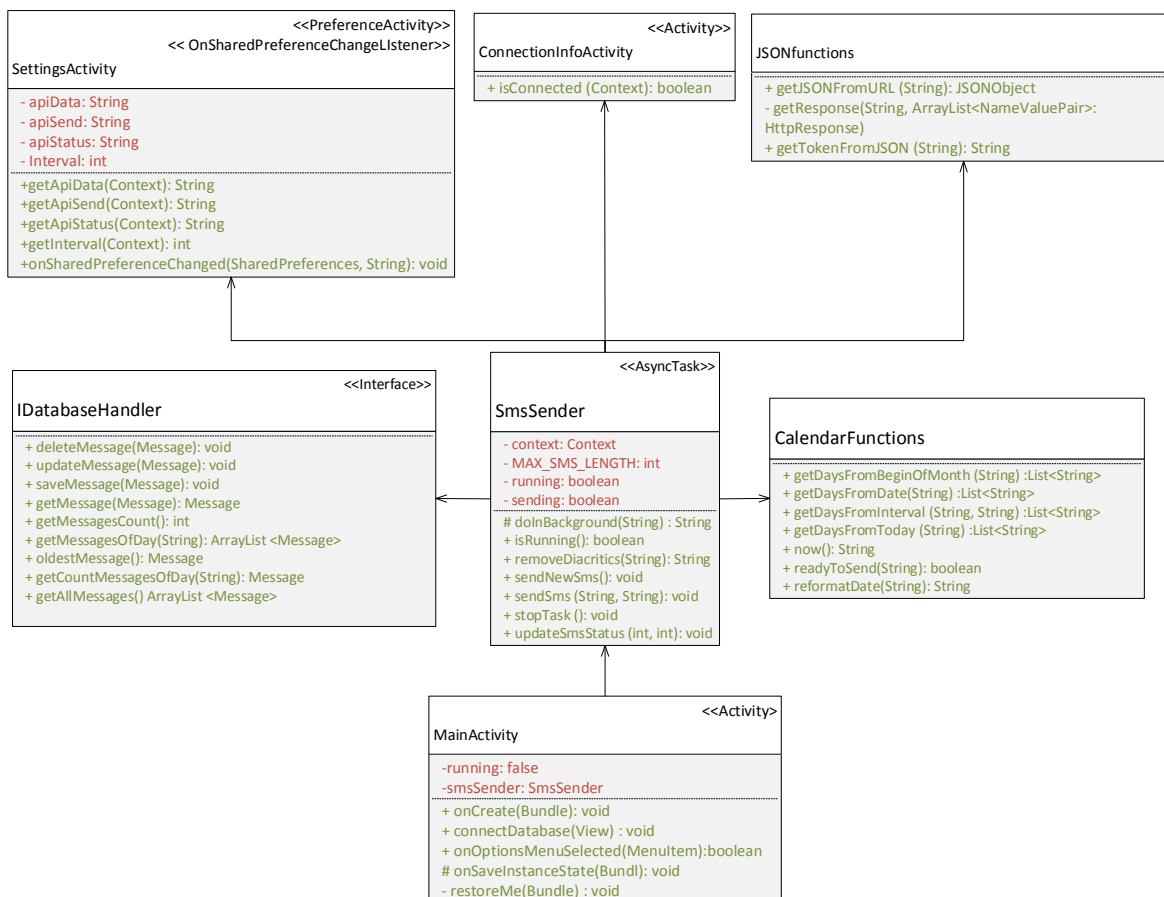 <<PreferenceActivity>>
<< OnSharedPreferenceChangeLIstener>>
SettingsActivity
- apiData: String
- apiSend: String
- apiStatus: String
- Interval: int
+getApiData(Context): String
+getApiSend(Context): String
+getApiStatus(Context): String
+getInterval(Context): int
+onSharedPreferenceChanged(SharedPreferences, String): void
<<Activity>>
ConnectionInfoActivity
+ isConnected (Context): boolean
JSONfunctions
+ getJSONFromURL (String): JSONObject
- getResponse(String, ArrayList<NameValuePair>:
HttpResponse)
+ getTokenFromJSON (String): String
<<Interface>>
IDatabaseHandler
+ deleteMessage(Message): void
+ updateMessage(Message): void
+ saveMessage(Message): void
+ getMessage(Message): Message
+ getMessagesCount(): int
+ getMessagesOfDay(String): ArrayList <Message>
+ oldestMessage(): Message
+ getCountMessagesOfDay(String): Message
+ getAllMessages() ArrayList <Message>
<<AsyncTask>>
SmsSender
- context: Context
- MAX_SMS_LENGTH: int
- running: boolean
- sending: boolean
# doInBackground(String) : String
+ isRunning(): boolean
+ removeDiacritics(String): String
+ sendNewSms(): void
+ sendSms (String, String): void
+ stopTask (): void
+ updateSmsStatus (int, int): void
CalendarFunctions
+ getDaysFromBeginOfMonth (String) :List<String>
+ getDaysFromDate(String) :List<String>
+ getDaysFromInterval (String, String) :List<String>
+ getDaysFromToday (String) :List<String>
+ now(): String
+ readyToSend(String): boolean
+ reformatDate(String): String
<<Activity>
MainActivity
-running: false
-smsSender: SmsSender
+ onCreate(Bundle): void
+ connectDatabase(View) : void
+ onOptionsMenuSelected(MenuItem):boolean
# onSaveInstanceState(Bundl): void
- restoreMe(Bundle) : void